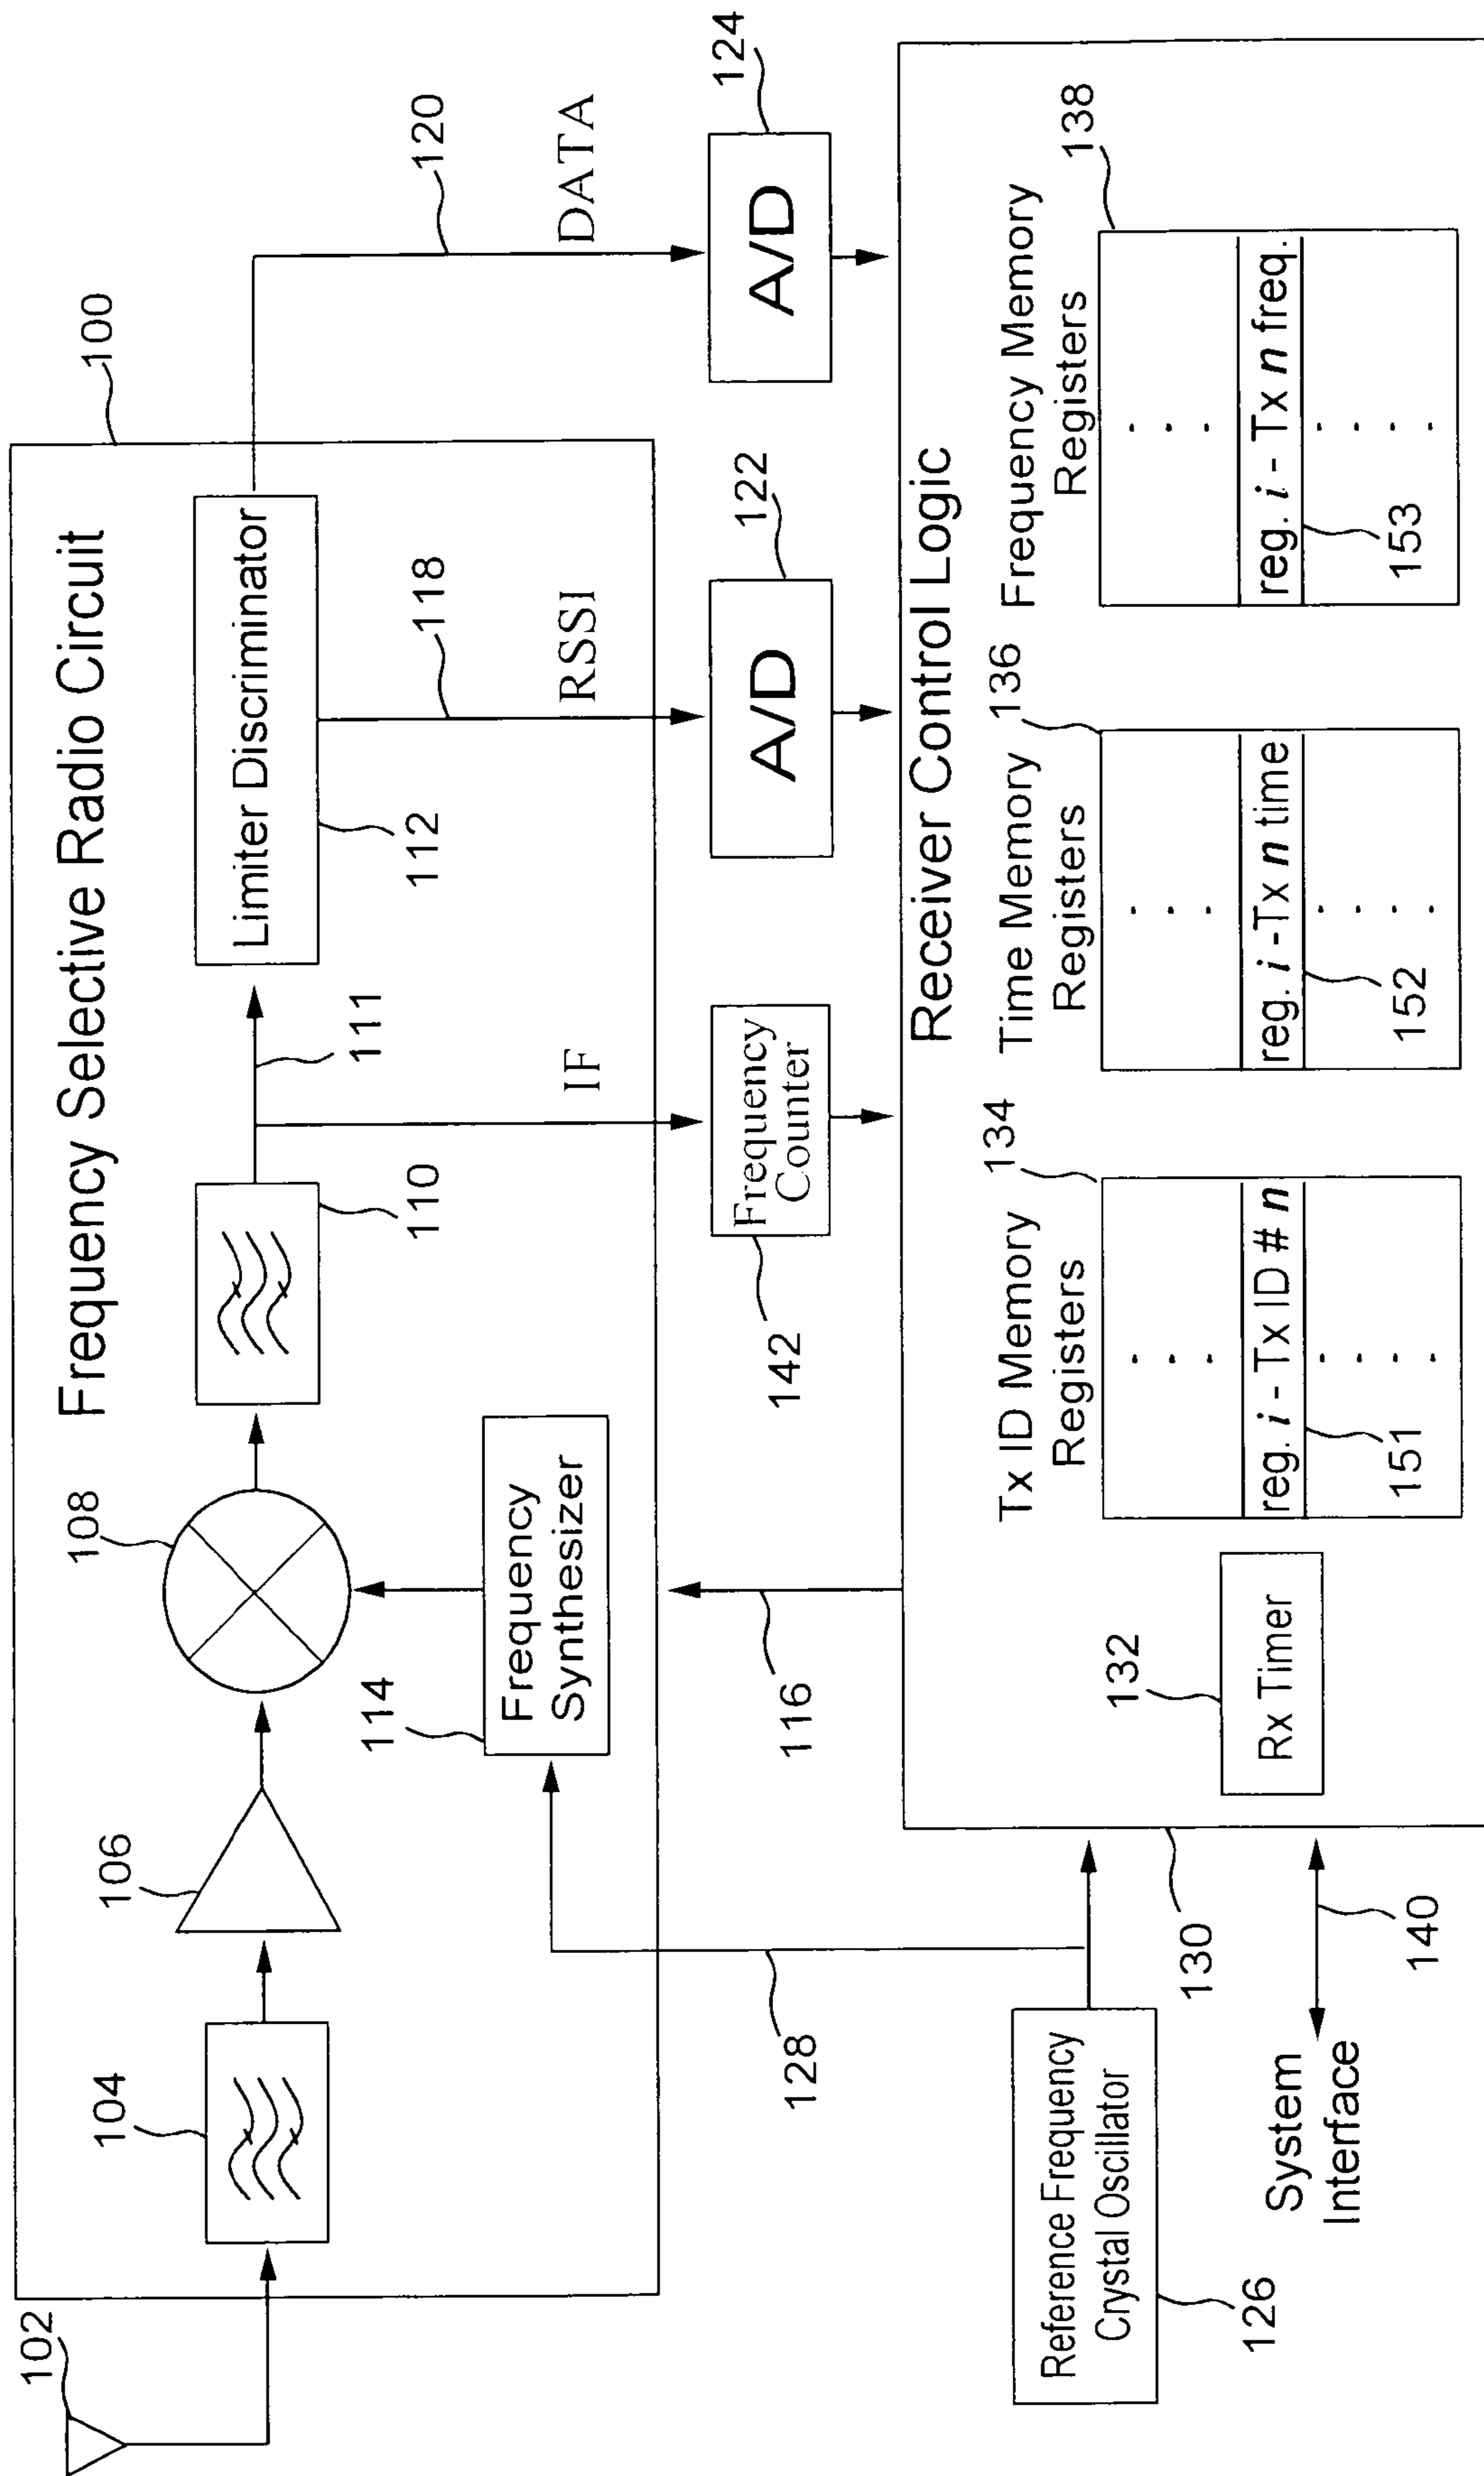 102
104
106
108
110
111
112
100
Frequency Selective Radio Circuit
Limiter Discriminator
114
Frequency
Synthesizer
IF
118
RSSI
120
DATA
128
116
142
Frequency
Counter
122
A/D
124
A/D
Reference Frequency
Crystal Oscillator
126
System
Interface
140
130
Receiver Control Logic
132
Rx Timer
Tx ID Memory
Registers
134
. . .
reg. i - Tx ID # n
. . . .
151
Time Memory
Registers
136
. . .
reg. i -Tx n time
. . . .
152
Frequency Memory
Registers
138
. . .
reg. i - Tx n freq.
. . . .
153